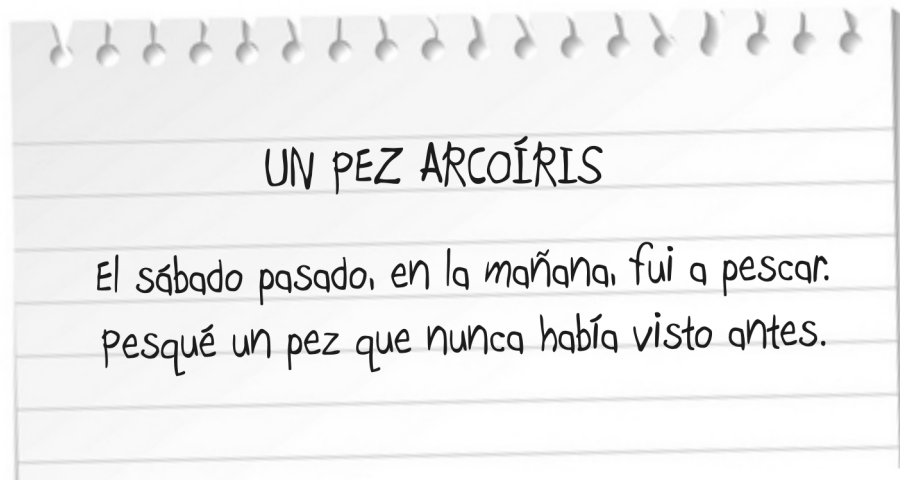 UN PEZ ARCOÍRIS
El sábado pasado, en la mañana, fui a pescar.
Pesqué un pez que nunca había visto antes.